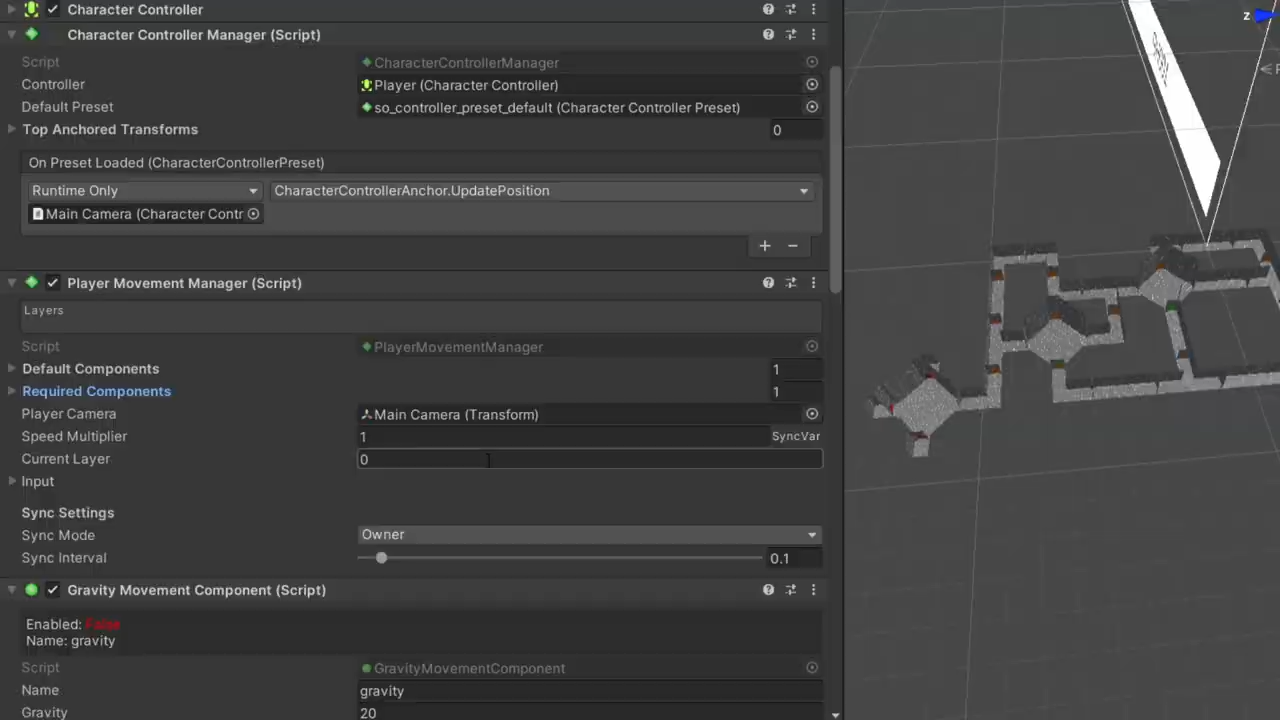 Character Controller
Character Controller Manager (Script)
Script CharacterControllerManager
Controller Player (Character Controller)
Default Preset so_controller_preset_default (Character Controller Preset)
Top Anchored Transforms 0
On Preset Loaded (CharacterControllerPreset)
Runtime Only CharacterControllerAnchor.UpdatePosition
Main Camera (Character Contr
Player Movement Manager (Script)
Layers
Script PlayerMovementManager
Default Components 1
Required Components 1
Player Camera Main Camera (Transform)
Speed Multiplier 1 SyncVar
Current Layer 0
Input
Sync Settings
Sync Mode Owner
Sync Interval 0.1
Gravity Movement Component (Script)
Enabled: False
Name: gravity
Script GravityMovementComponent
Name gravity
Gravity 20
z